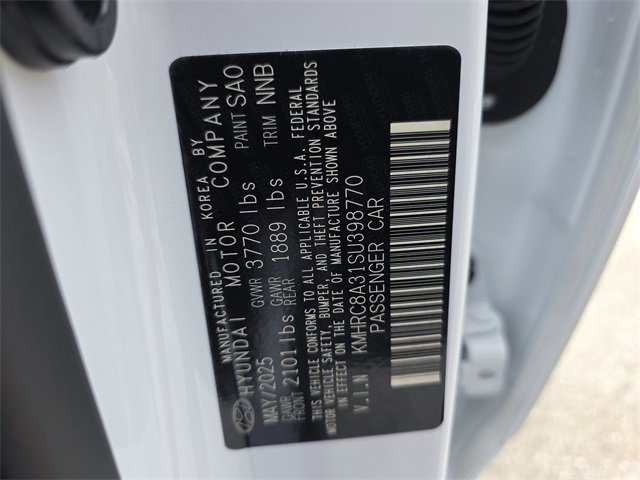 MANUFACTURED IN KOREA BY
HYUNDAI MOTOR COMPANY
MAY/2025 GVWR 3770 lbs PAINT SAO
GAWR FRONT 2101lbs GAWR REAR 1889 lbs TRIM NNB
THIS VEHICLE CONFORMS TO ALL APPLICABLE U.S.A. FEDERAL
MOTOR VEHICLE SAFETY, BUMPER, AND THEFT PREVENTION STANDARDS
IN EFFECT ON THE DATE OF MANUFACTURE SHOWN ABOVE
V.I.N KMHRC8A31SU398770
PASSENGER CAR